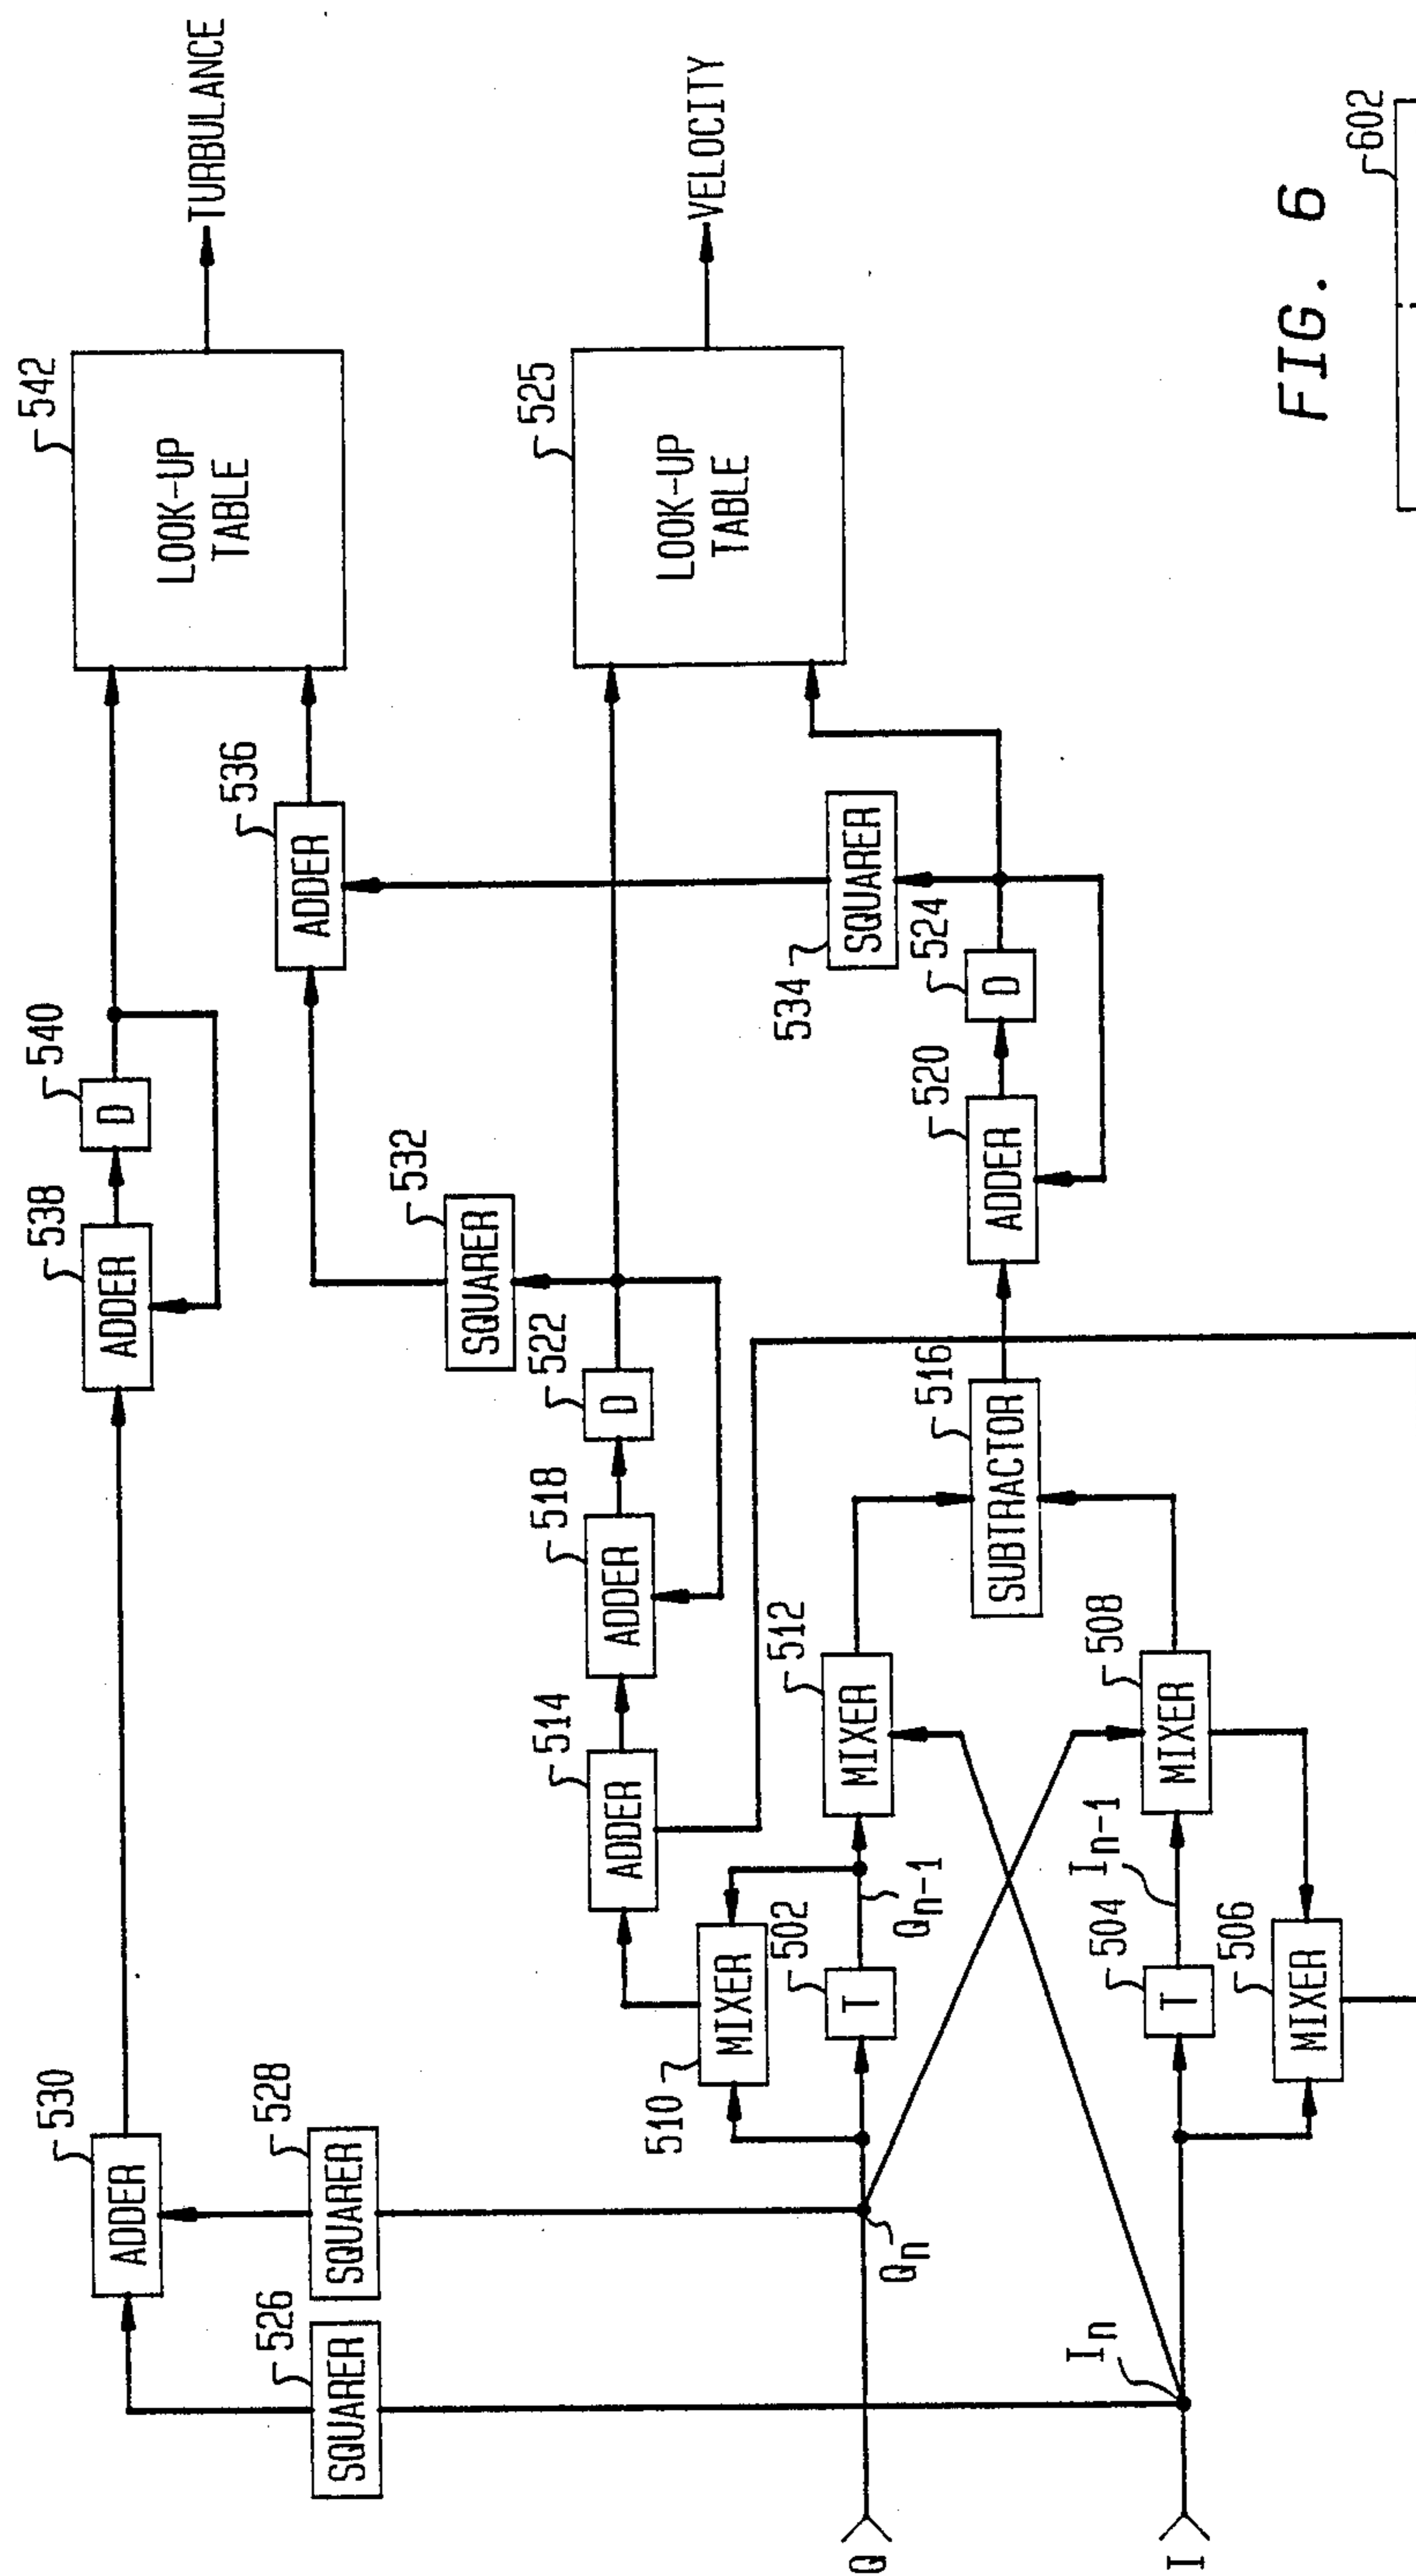 TURBULANCE
542
LOOK-UP
TABLE
540
D
538
ADDER
530
ADDER
528
SQUARER
526
SQUARER
536
ADDER
532
SQUARER
VELOCITY
525
LOOK-UP
TABLE
522
D
518
ADDER
514
ADDER
510
MIXER
534
SQUARER
524
D
520
ADDER
516
SUBTRACTOR
512
MIXER
508
MIXER
502
T
Qn-1
504
T
In-1
506
MIXER
Qn
In
Q
I
FIG. 6
602